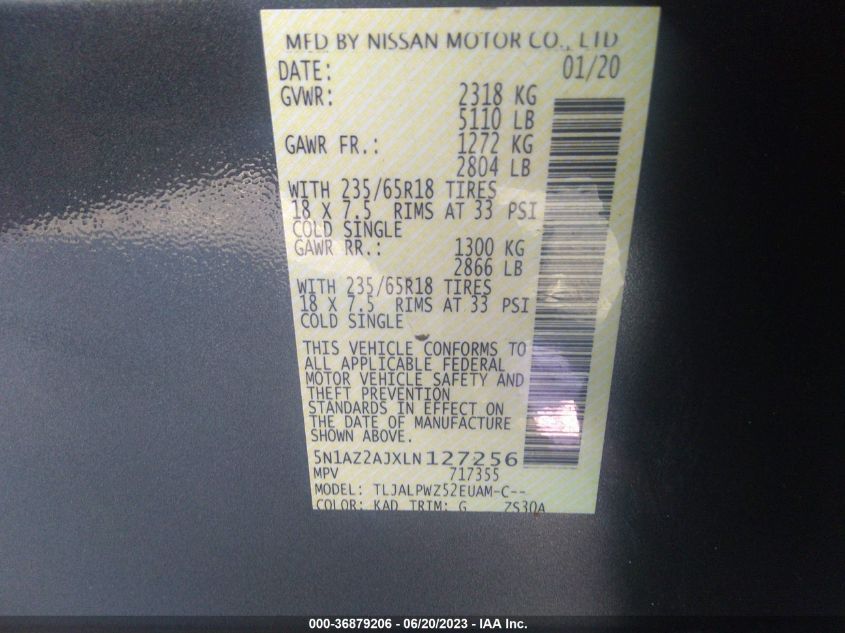 MFD BY NISSAN MOTOR CO., LTD
DATE: 01/20
GVWR: 2318 KG
5110 LB
GAWR FR.: 1272 KG
2804 LB
WITH 235/65R18 TIRES
18 X 7.5 RIMS AT 33 PSI
COLD SINGLE
GAWR RR.: 1300 KG
2866 LB
WITH 235/65R18 TIRES
18 X 7.5 RIMS AT 33 PSI
COLD SINGLE
THIS VEHICLE CONFORMS TO
ALL APPLICABLE FEDERAL
MOTOR VEHICLE SAFETY AND
THEFT PREVENTION
STANDARDS IN EFFECT ON
THE DATE OF MANUFACTURE
SHOWN ABOVE.
5N1AZ2AJXLN127256
MPV 717355
MODEL: TLJALPWZ52EUAM-C--
COLOR: KAD TRIM: G ZS30A
000-36879206 - 06/20/2023 - IAA Inc.